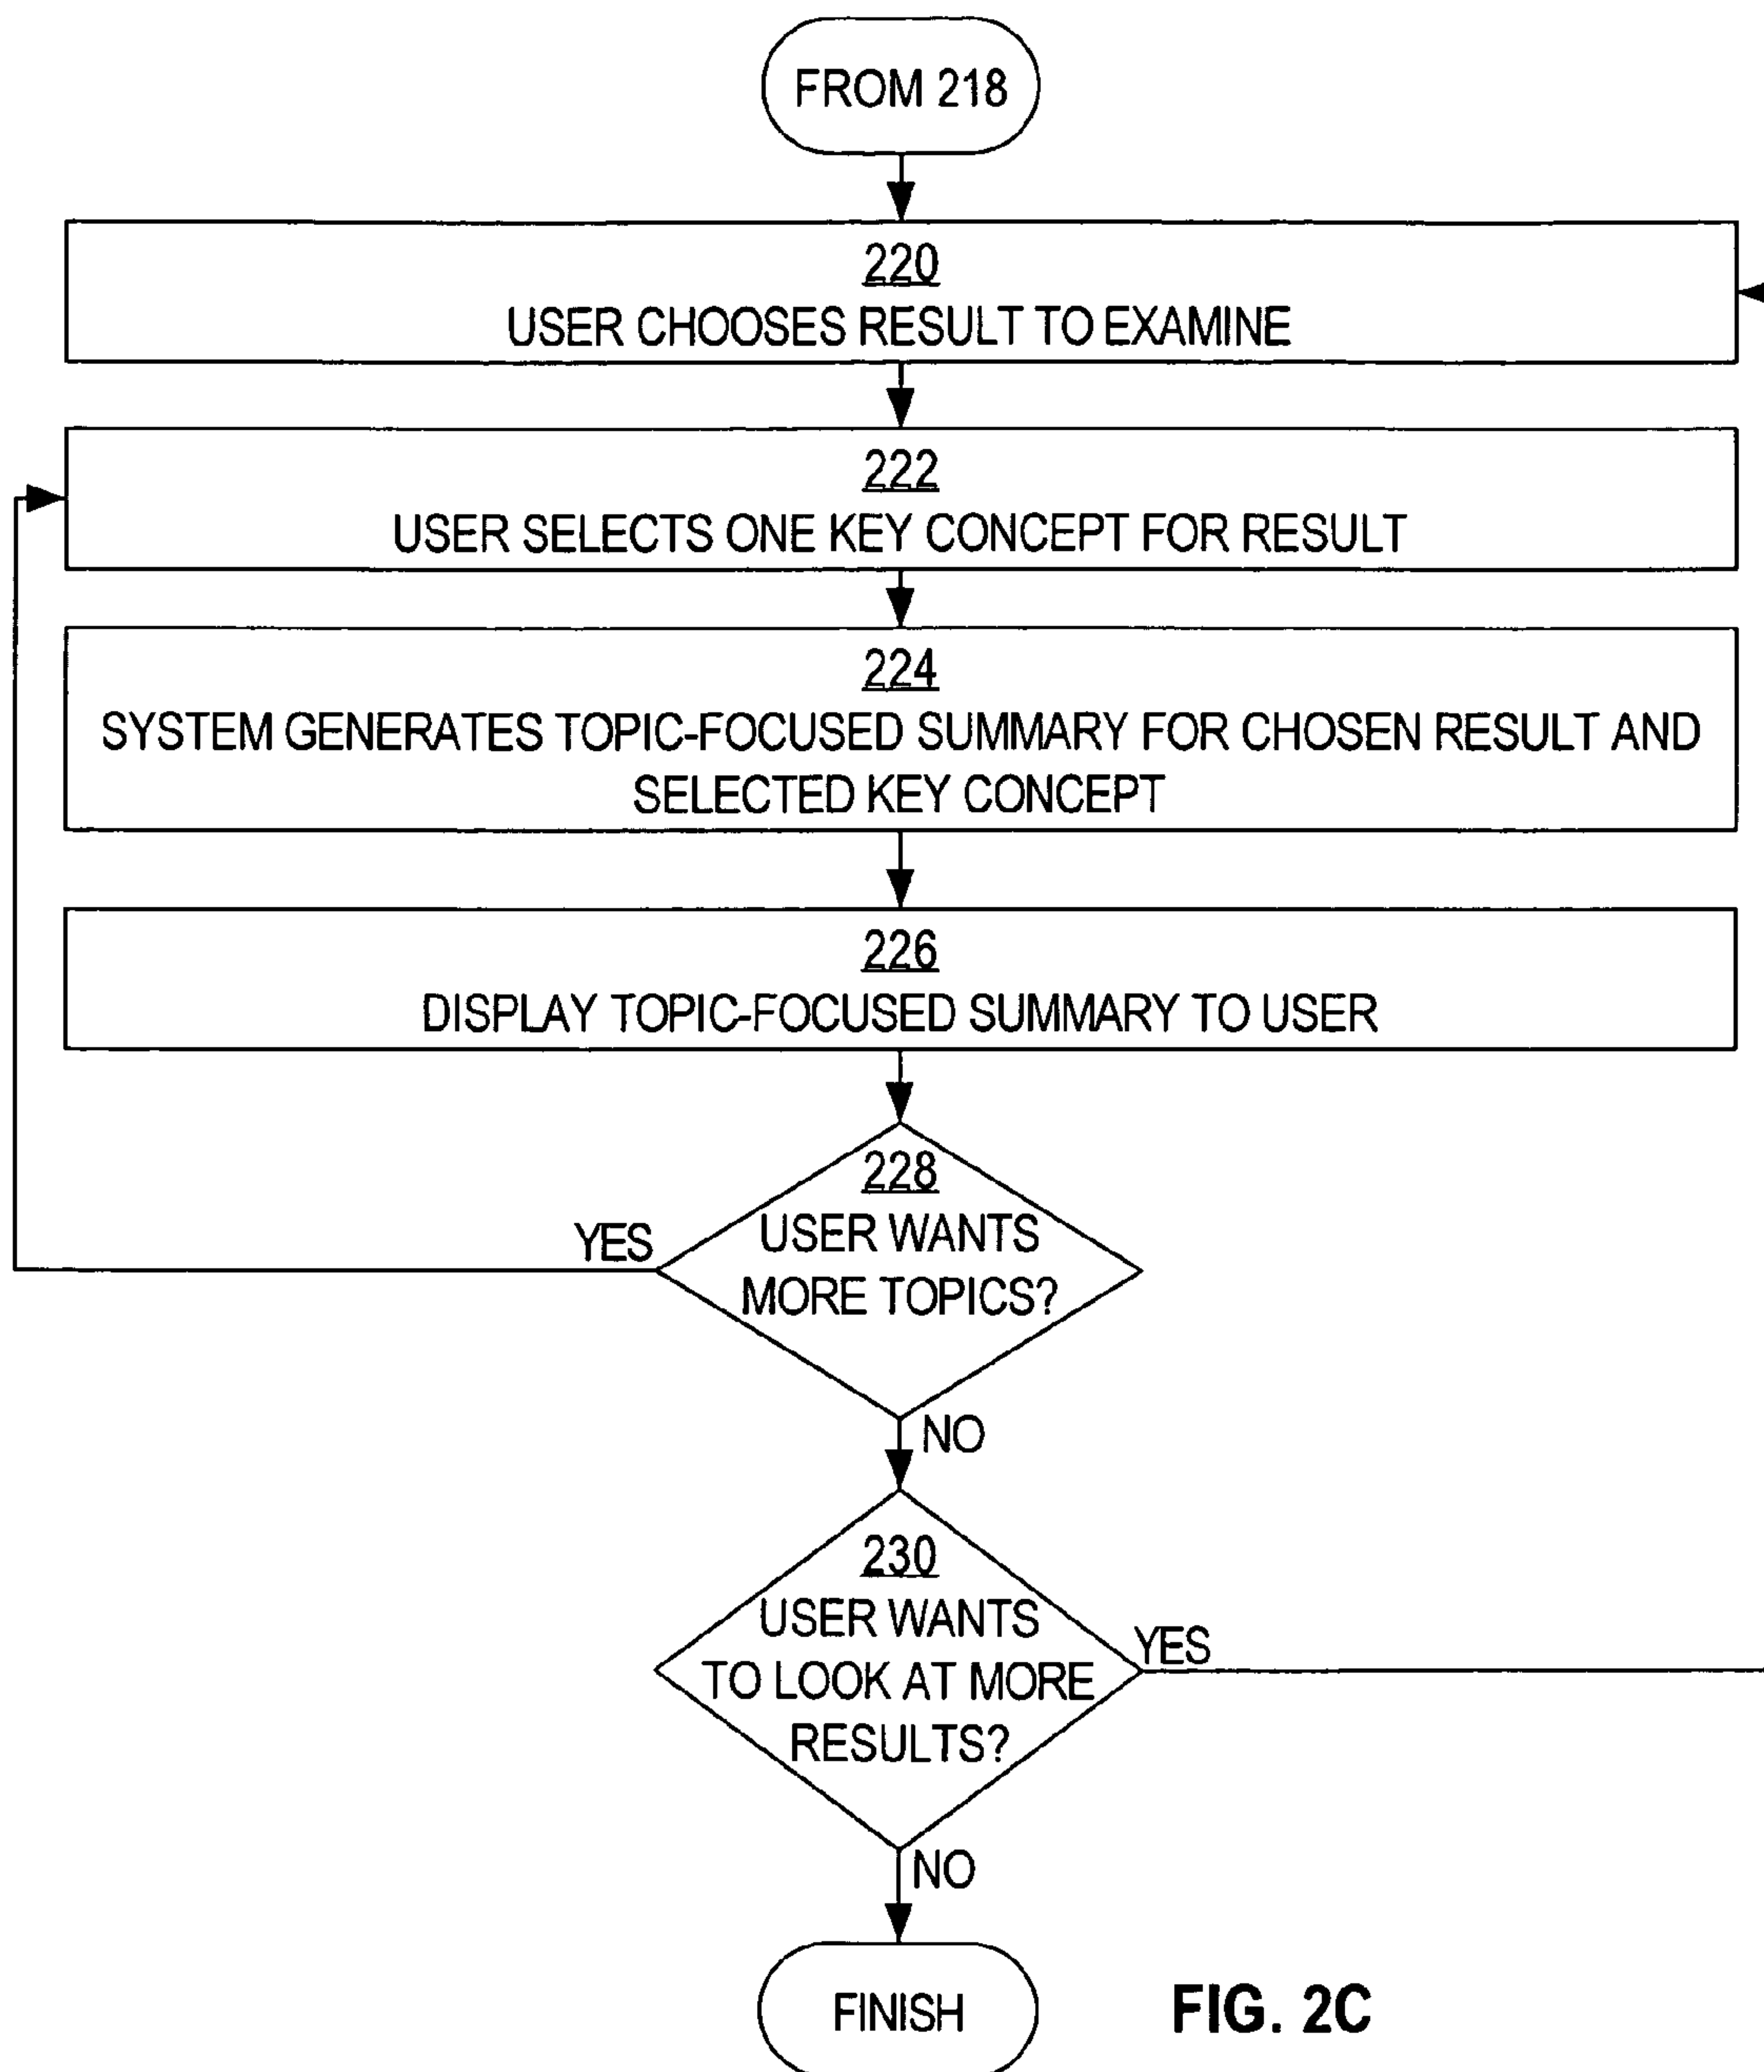 FROM 218
220
USER CHOOSES RESULT TO EXAMINE
222
USER SELECTS ONE KEY CONCEPT FOR RESULT
224
SYSTEM GENERATES TOPIC-FOCUSED SUMMARY FOR CHOSEN RESULT AND
SELECTED KEY CONCEPT
226
DISPLAY TOPIC-FOCUSED SUMMARY TO USER
228
USER WANTS
MORE TOPICS?
YES
NO
230
USER WANTS
TO LOOK AT MORE
RESULTS?
YES
NO
FINISH
FIG. 2C